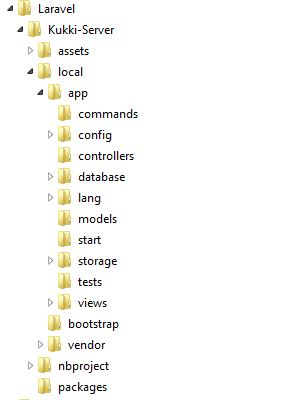 Laravel
Kukki-Server
assets
local
app
commands
config
controllers
database
lang
models
start
storage
tests
views
bootstrap
vendor
nbproject
packages